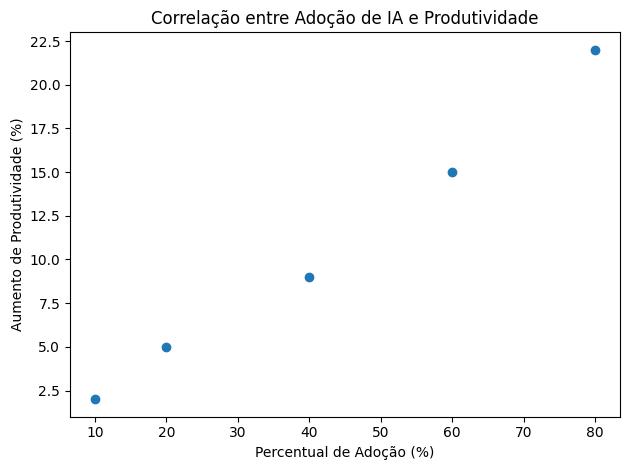 Correlação entre Adoção de IA e Produtividade
Aumento de Produtividade (%)
22.5
20.0
17.5
15.0
12.5
10.0
7.5
5.0
2.5
10 20 30 40 50 60 70 80
Percentual de Adoção (%)